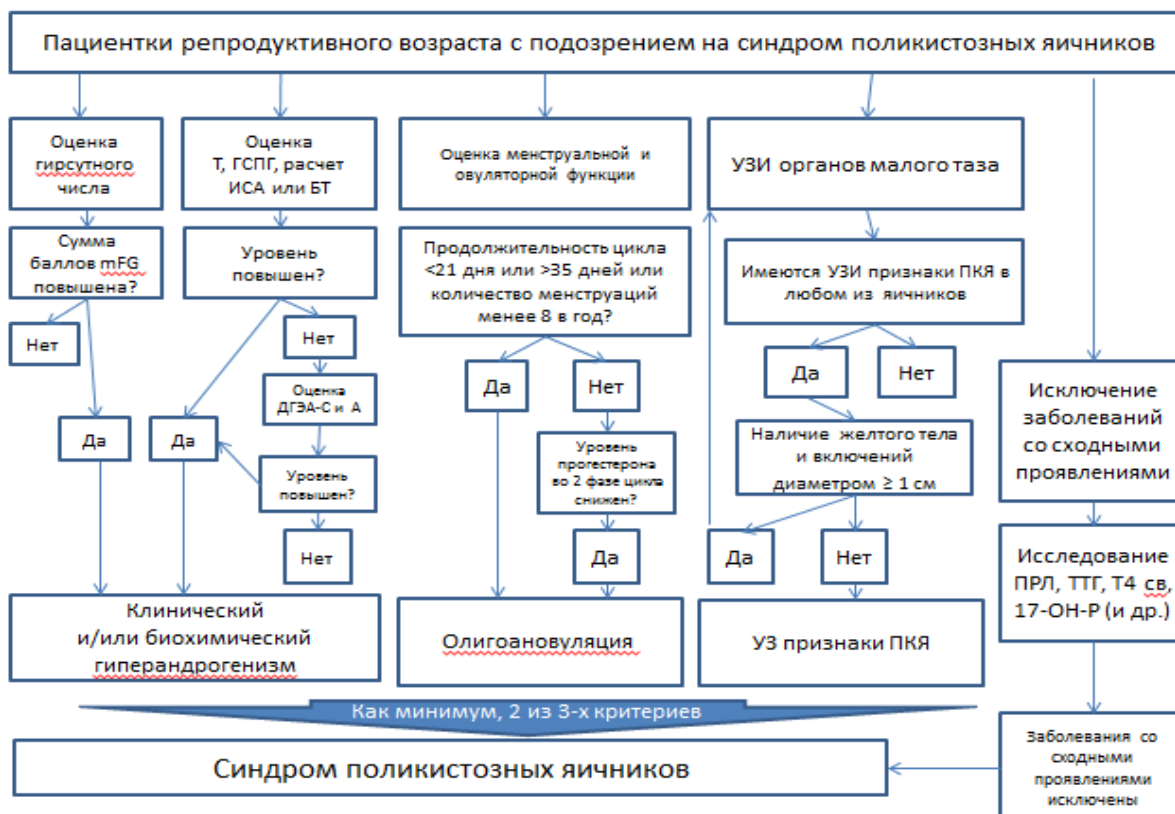 Пациентки репродуктивного возраста с подозрением на синдром поликистозных яичников
Оценка
гирсутного
числа
Оценка
Т, ГСПГ, расчет
ИСА или БТ
Оценка менструальной и
овуляторной функции
УЗИ органов малого таза
Сумма
баллов mFG
повышена?
Уровень
повышен?
Продолжительность цикла
<21 дня или >35 дней или
количество менструаций
менее 8 в год?
Имеются УЗИ признаки ПКЯ в
любом из яичников
Нет
Нет
Да
Нет
Да
Нет
Оценка
ДГЭА-С и А
Да
Да
Уровень
повышен?
Нет
Уровень
прогестерона
во 2 фазе цикла
снижен?
Да
Наличие желтого тела
и включений
диаметром ≥ 1 см
Да
Нет
Исключение
заболеваний
со сходными
проявлениями
Исследование
ПРЛ, ТТГ, Т4 св,
17-ОН-Р (и др.)
Клинический
и/или биохимический
гиперандрогенизм
Олигоановуляция
УЗ признаки ПКЯ
Как минимум, 2 из 3-х критериев
Синдром поликистозных яичников
Заболевания со
сходными
проявлениями
исключены